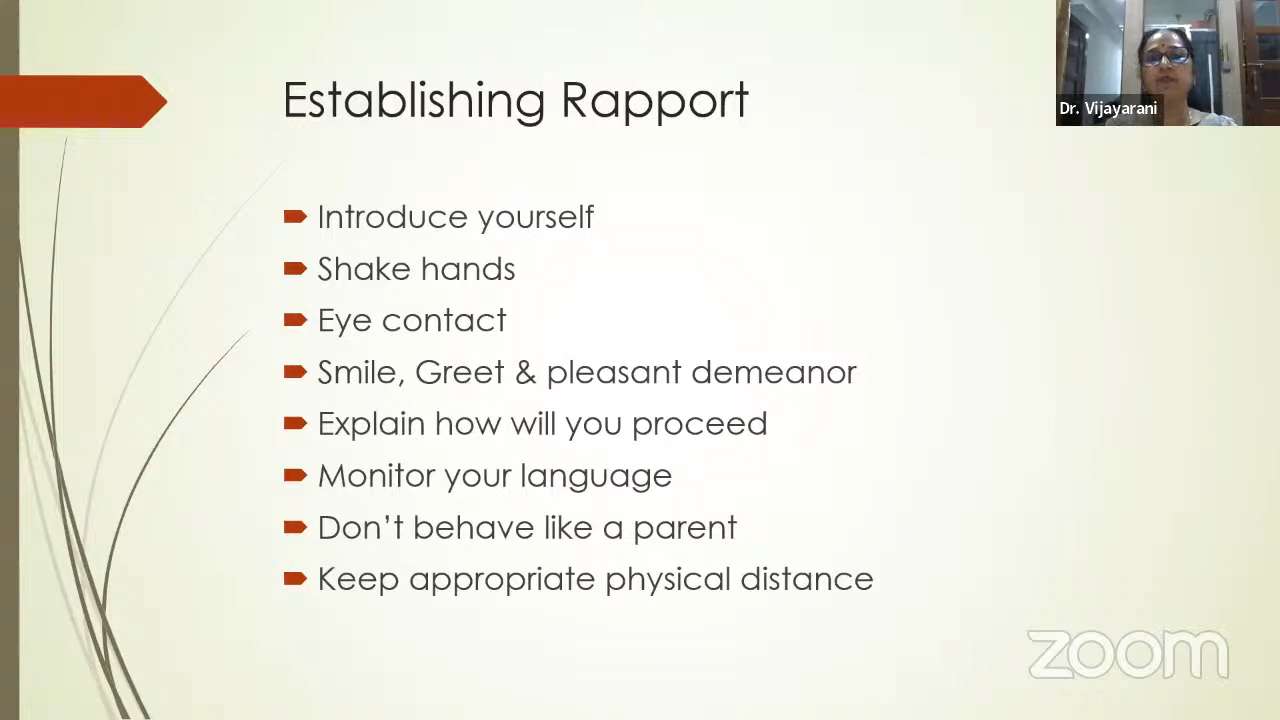 Establishing Rapport
Dr. Vijayarani
Introduce yourself
Shake hands
Eye contact
Smile, Greet & pleasant demeanor
Explain how will you proceed
Monitor your language
Don’t behave like a parent
Keep appropriate physical distance
zoom